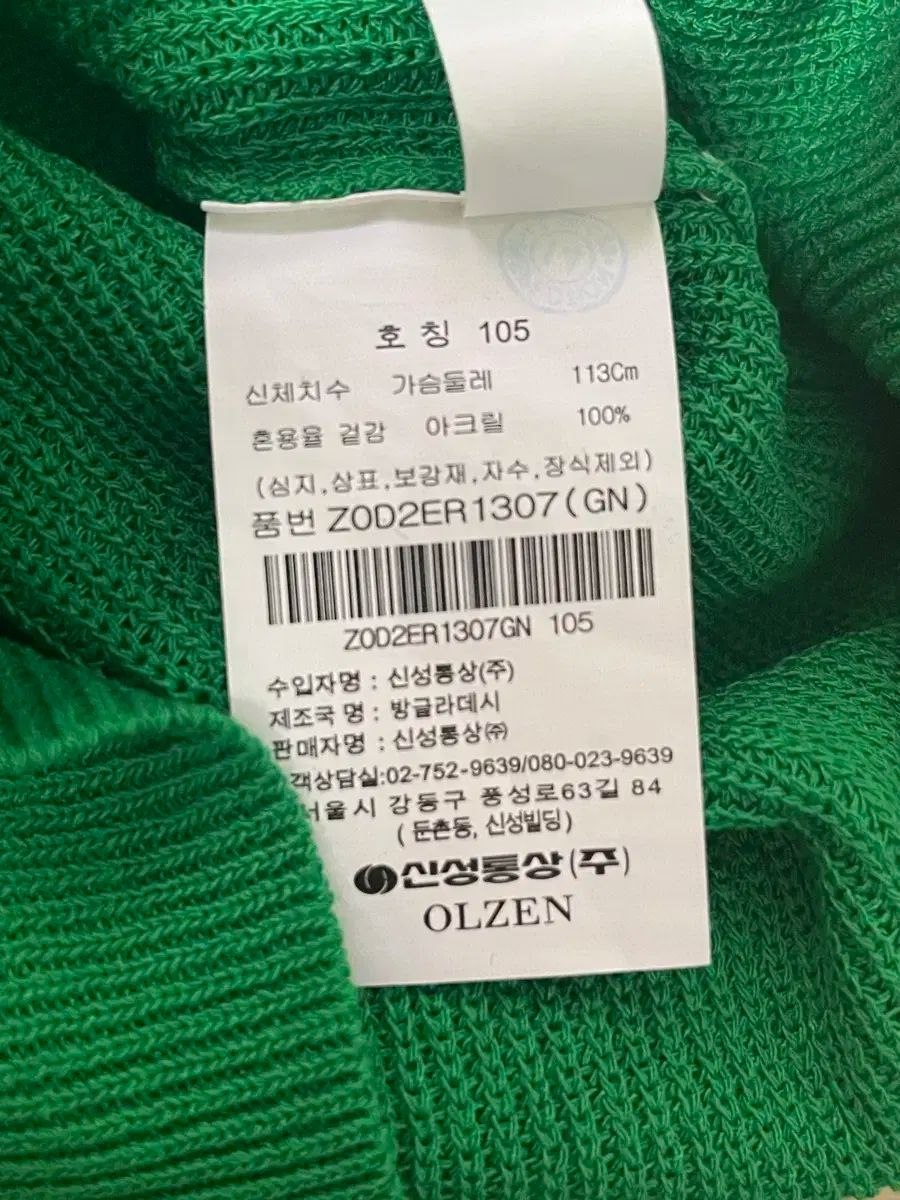 호칭 105
신체치수 가슴둘레 113Cm
혼용율 겉감 아크릴 100%
(심지,상표,보강재,자수,장식제외)
품번 ZOD2ER1307(GN)
ZOD2ER1307GN 105
수입자명 : 신성통상(주)
제조국 명 : 방글라데시
판매자명 : 신성통상㈜
객상담실:02-752-9639/080-023-9639
서울시 강동구 풍성로63길 84
(둔촌동, 신성빌딩)
신성통상(주)
OLZEN